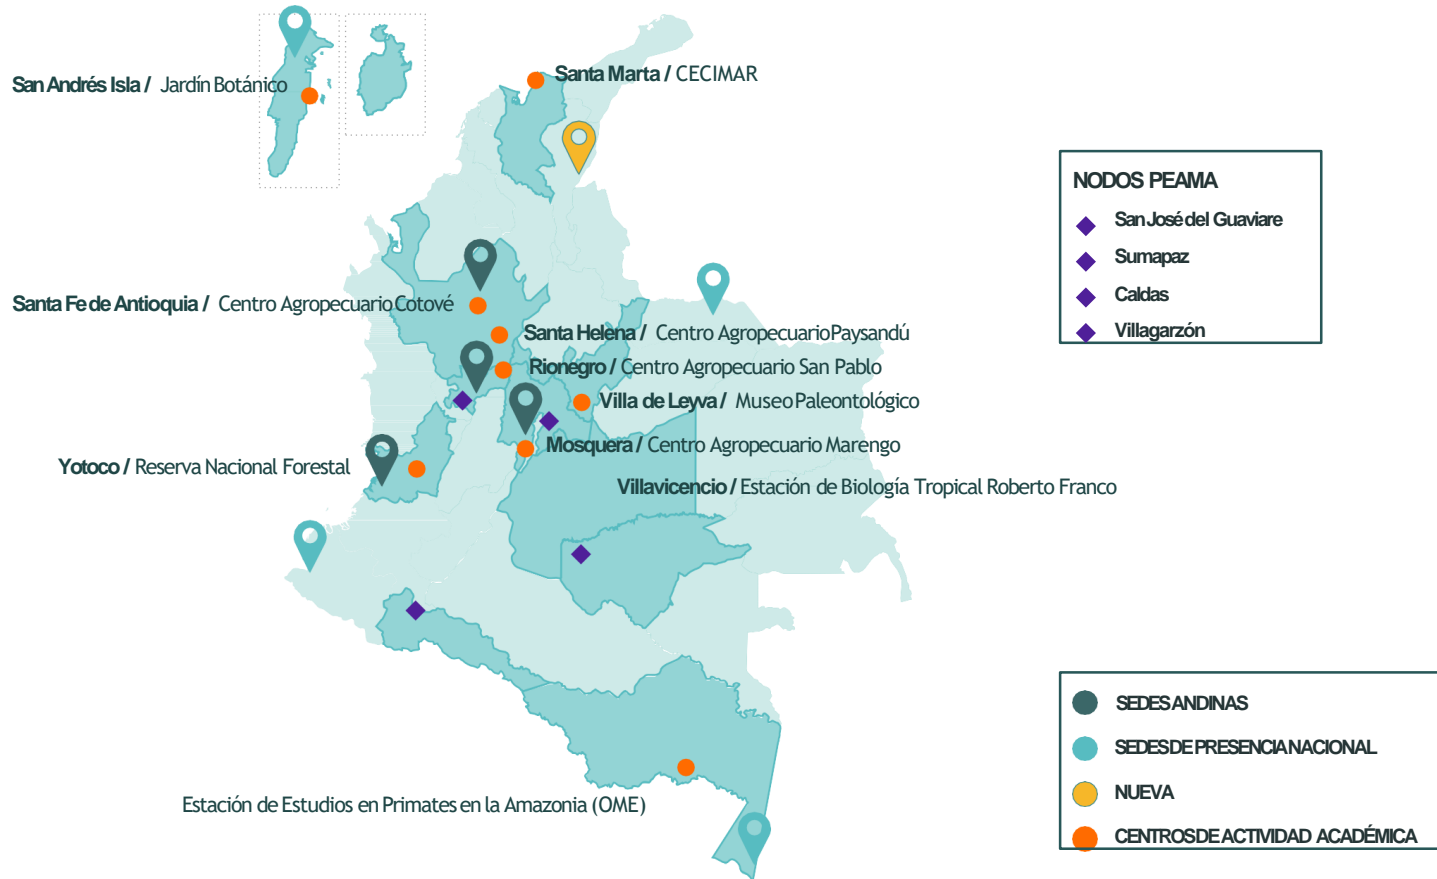 Santa Marta / CECIMAR
San Andrés Isla / Jardín Botánico
Santa Fe de Antioquia / Centro Agropecuario Cotové
Santa Helena / Centro Agropecuario Paysandú
Rionegro / Centro Agropecuario San Pablo
Villa de Leyva / Museo Paleontológico
Mosquera / Centro Agropecuario Marengo
Yotoco / Reserva Nacional Forestal
Villavicencio / Estación de Biología Tropical Roberto Franco
Estación de Estudios en Primates en la Amazonia (OME)
NODOS PEAMA
San José del Guaviare
Sumapaz
Caldas
Villagarzón
SEDES ANDINAS
SEDES DE PRESENCIA NACIONAL
NUEVA
CENTROS DE ACTIVIDAD ACADÉMICA